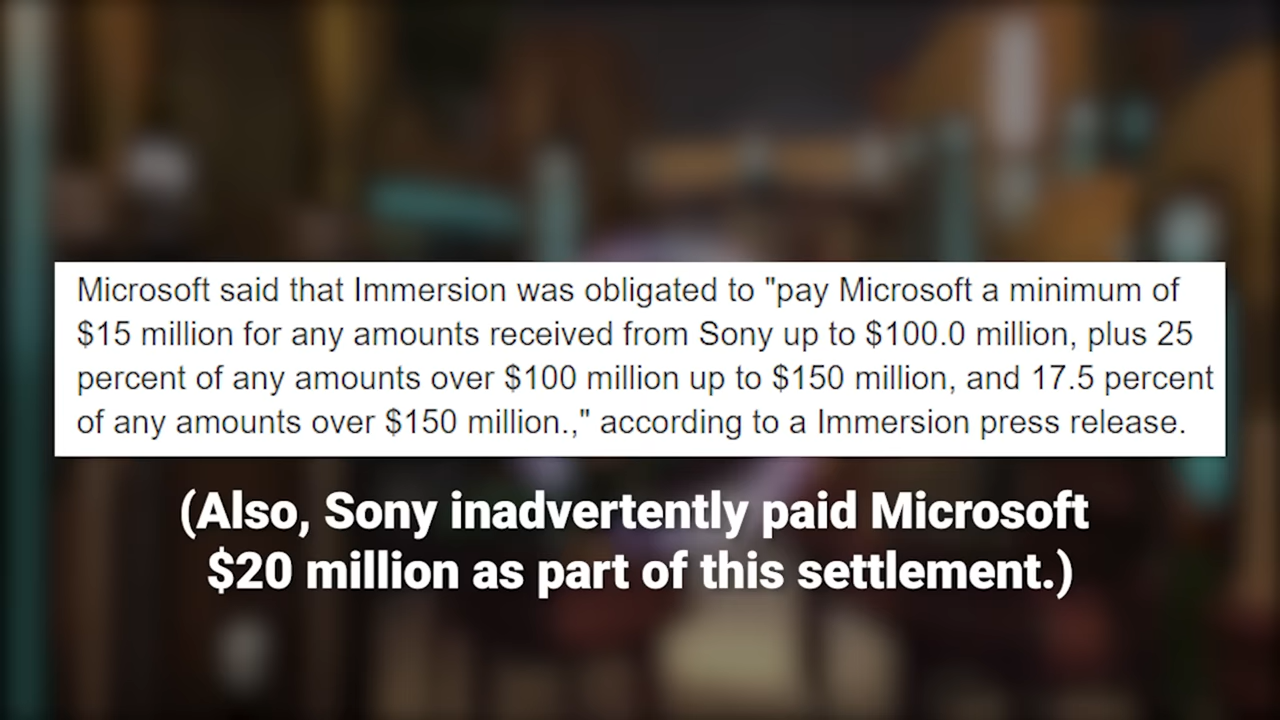 Microsoft said that Immersion was obligated to "pay Microsoft a minimum of
$15 million for any amounts received from Sony up to $100.0 million, plus 25
percent of any amounts over $100 million up to $150 million, and 17.5 percent
of any amounts over $150 million.," according to a Immersion press release.
(Also, Sony inadvertently paid Microsoft
$20 million as part of this settlement.)